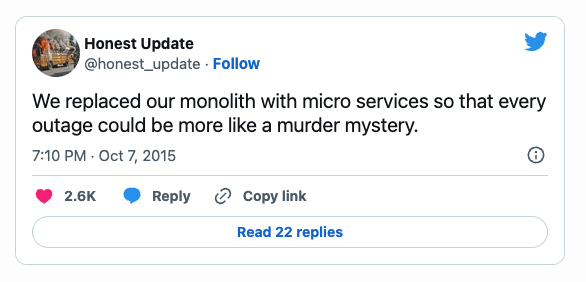 Honest Update
@honest_update · Follow
We replaced our monolith with micro services so that every
outage could be more like a murder mystery.
7:10 PM · Oct 7, 2015
2.6K Reply Copy link
Read 22 replies